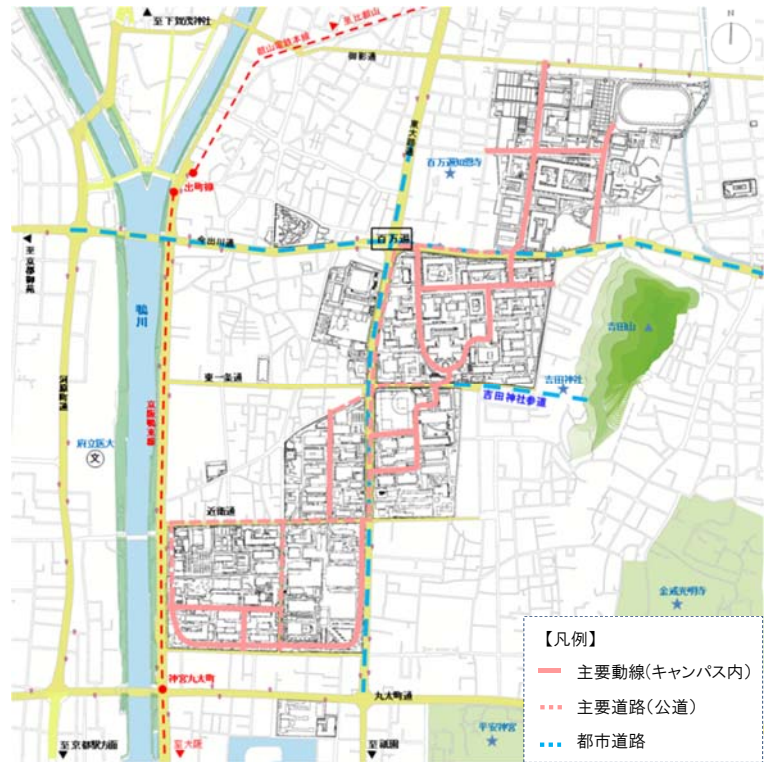 ▲至下賀茂神社
N
▲至比叡山
叡山電鉄本線
御影通
東大路通
百万遍知恩寺
出町柳
百万遍
今出川通
▲至京都御苑
鴨川
吉田山
東一条通
吉田神社
吉田神社参道
河原町通
京阪鴨東線
府立医大
文
近衛通
金戒光明寺
神宮丸太町
丸太町通
平安神宮
至京都駅方面
至大阪
至祇園
【凡例】
主要動線(キャンパス内)
主要道路(公道)
都市道路